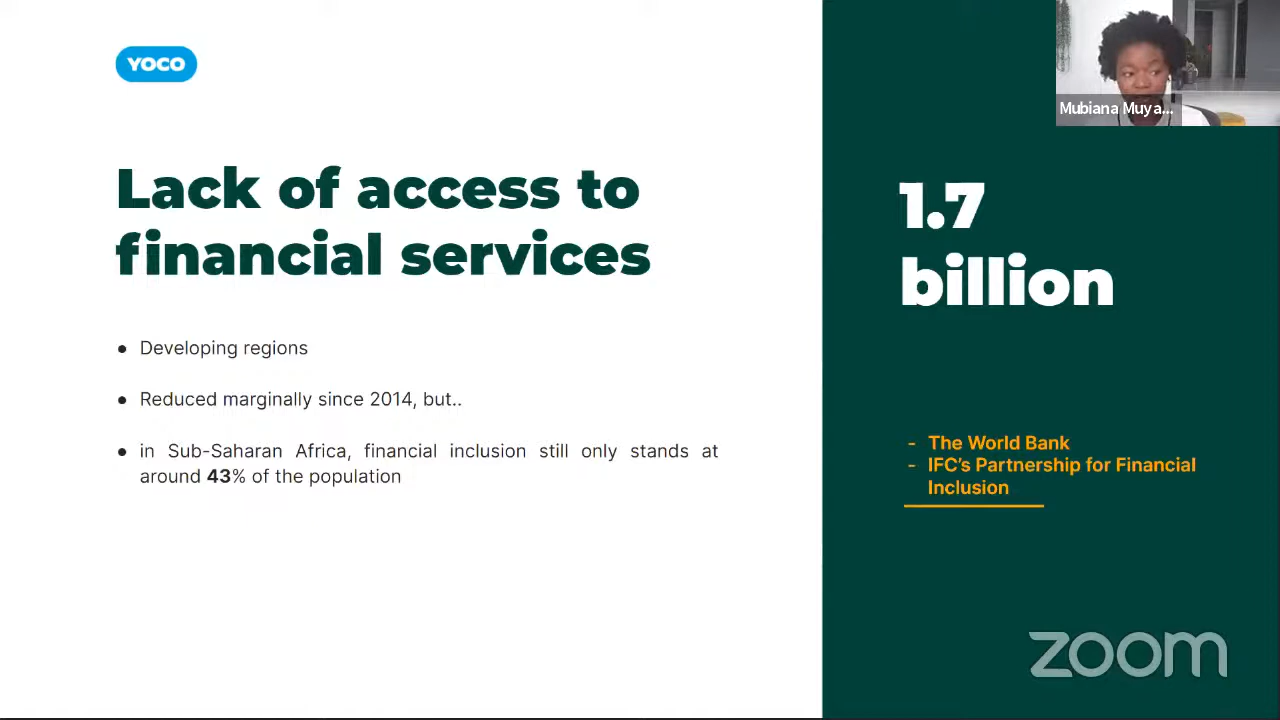 YOCO
Lack of access to
financial services
● Developing regions
● Reduced marginally since 2014, but..
● in Sub-Saharan Africa, financial inclusion still only stands at
around 43% of the population
Mubiana Muya...
1.7
billion
- The World Bank
- IFC's Partnership for Financial
Inclusion
zoom